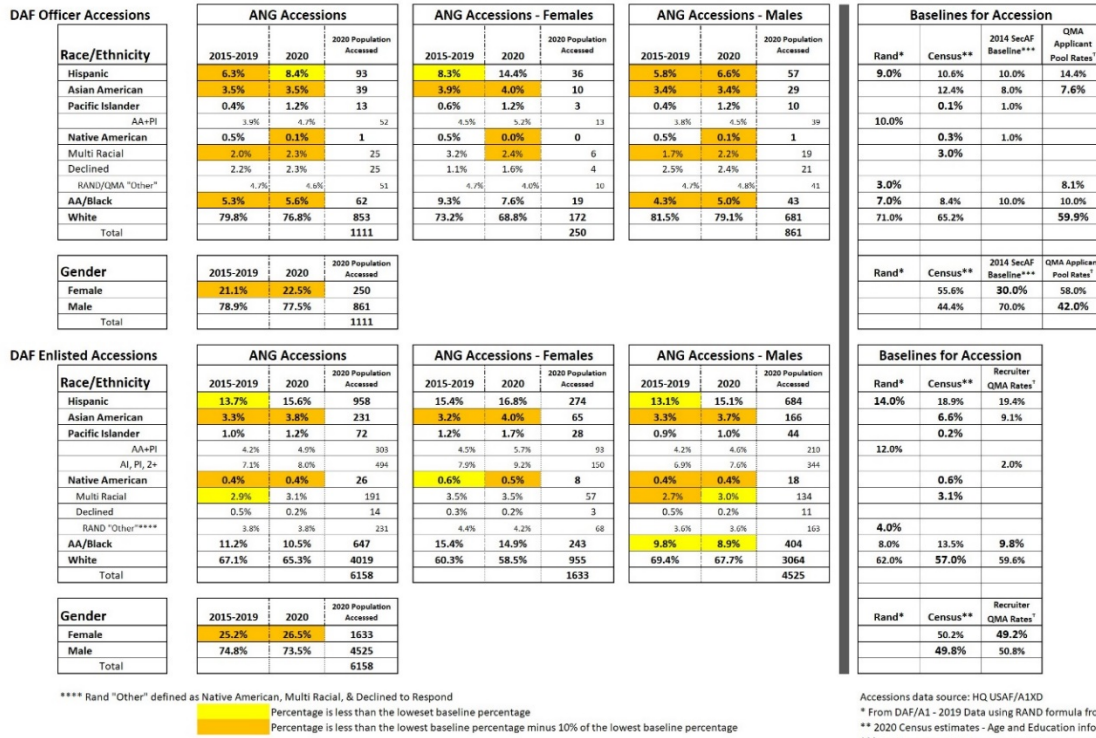 DAF Officer Accessions ANG Accessions ANG Accessions - Females ANG Accessions - Males Baselines for Accession
Race/Ethnicity 2015-2019 2020 2020 Population Accessed 2015-2019 2020 2020 Population Accessed 2015-2019 2020 2020 Population Accessed Rand* Census** 2014 SecAF Baseline*** QMA Applicant Pool Rates†
Hispanic 6.3% 8.4% 93 8.3% 14.4% 36 5.8% 6.6% 57 9.0% 10.6% 10.0% 14.4%
Asian American 3.5% 3.5% 39 3.9% 4.0% 10 3.4% 3.4% 29 12.4% 8.0% 7.6%
Pacific Islander 0.4% 1.2% 13 0.6% 1.2% 3 0.4% 1.2% 10 0.1% 1.0%
AA+PI 3.9% 4.7% 52 4.5% 5.2% 13 3.8% 4.5% 39 10.0%
Native American 0.5% 0.1% 1 0.5% 0.0% 0 0.5% 0.1% 1 0.3% 1.0%
Multi Racial 2.0% 2.3% 25 3.2% 2.4% 6 1.7% 2.2% 19 3.0%
Declined 2.2% 2.3% 25 1.1% 1.6% 4 2.5% 2.4% 21
RAND/QMA "Other" 4.7% 4.6% 51 4.7% 4.0% 10 4.7% 4.8% 41 3.0% 8.1%
AA/Black 5.3% 5.6% 62 9.3% 7.6% 19 4.3% 5.0% 43 7.0% 8.4% 10.0% 10.0%
White 79.8% 76.8% 853 73.2% 68.8% 172 81.5% 79.1% 681 71.0% 65.2% 59.9%
Total 1111 250 861
Gender 2015-2019 2020 2020 Population Accessed Rand* Census** 2014 SecAF Baseline*** QMA Applicant Pool Rates†
Female 21.1% 22.5% 250 55.6% 30.0% 58.0%
Male 78.9% 77.5% 861 44.4% 70.0% 42.0%
Total 1111
DAF Enlisted Accessions ANG Accessions ANG Accessions - Females ANG Accessions - Males Baselines for Accession
Race/Ethnicity 2015-2019 2020 2020 Population Accessed 2015-2019 2020 2020 Population Accessed 2015-2019 2020 2020 Population Accessed Rand* Census** Recruiter QMA Rates†
Hispanic 13.7% 15.6% 958 15.4% 16.8% 274 13.1% 15.1% 684 14.0% 18.9% 19.4%
Asian American 3.3% 3.8% 231 3.2% 4.0% 65 3.3% 3.7% 166 6.6% 9.1%
Pacific Islander 1.0% 1.2% 72 1.2% 1.7% 28 0.9% 1.0% 44 0.2%
AA+PI 4.2% 4.9% 303 4.5% 5.7% 93 4.2% 4.6% 210 12.0%
AI, PI, 2+ 7.1% 8.0% 494 7.9% 9.2% 150 6.9% 7.6% 344 2.0%
Native American 0.4% 0.4% 26 0.6% 0.5% 8 0.4% 0.4% 18 0.6%
Multi Racial 2.9% 3.1% 191 3.5% 3.5% 57 2.7% 3.0% 134 3.1%
Declined 0.5% 0.2% 14 0.3% 0.2% 3 0.5% 0.2% 11
RAND "Other"**** 3.8% 3.8% 231 4.4% 4.2% 68 3.6% 3.6% 163 4.0%
AA/Black 11.2% 10.5% 647 15.4% 14.9% 243 9.8% 8.9% 404 8.0% 13.5% 9.8%
White 67.1% 65.3% 4019 60.3% 58.5% 955 69.4% 67.7% 3064 62.0% 57.0% 59.6%
Total 6158 1633 4525
Gender 2015-2019 2020 2020 Population Accessed Rand* Census** Recruiter QMA Rates†
Female 25.2% 26.5% 1633 50.2% 49.2%
Male 74.8% 73.5% 4525 49.8% 50.8%
Total 6158
**** Rand "Other" defined as Native American, Multi Racial, & Declined to Respond Accessions data source: HQ USAF/A1XD
Percentage is less than the loweset baseline percentage * From DAF/A1 - 2019 Data using RAND formula
Percentage is less than the lowest baseline percentage minus 10% of the lowest baseline percentage ** 2020 Census estimates - Age and Education